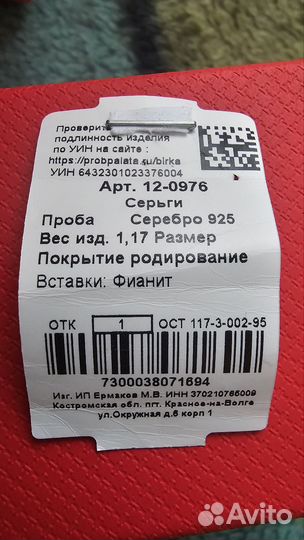 Проверить
подлинность изделия
по УИН на сайте :
https://probpalata.su/birka
УИН 6432301023376004
Арт. 12-0976
Серьги
Проба Серебро 925
Вес изд. 1,17 Размер
Покрытие родирование
Вставки: Фианит
ОТК 1 ОСТ 117-3-002-95
7300038071694
Изг. ИП Ермаков М.В. ИНН 370210765009
Костромская обл. пгт. Красное-на-Волге
ул.Окружная д.6 корп 1
Avito